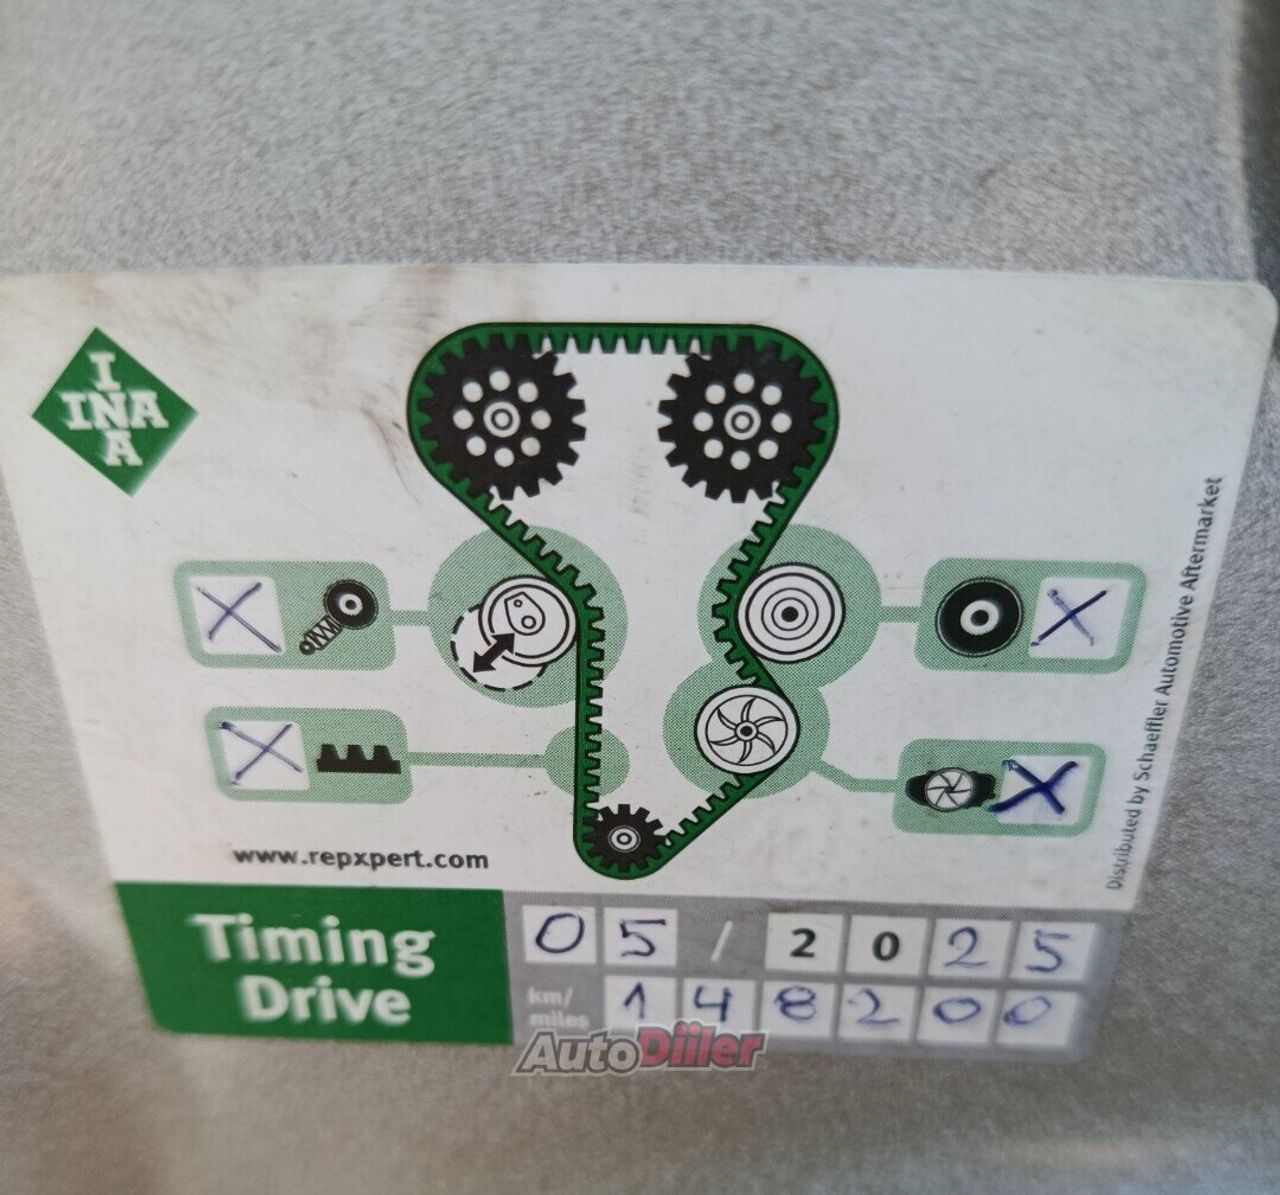 I
INA
A
www.repxpert.com
Distributed by Schaeffler Automotive Aftermarket
Timing
Drive
05 / 2025
km/
miles
148200
AutoDiiler